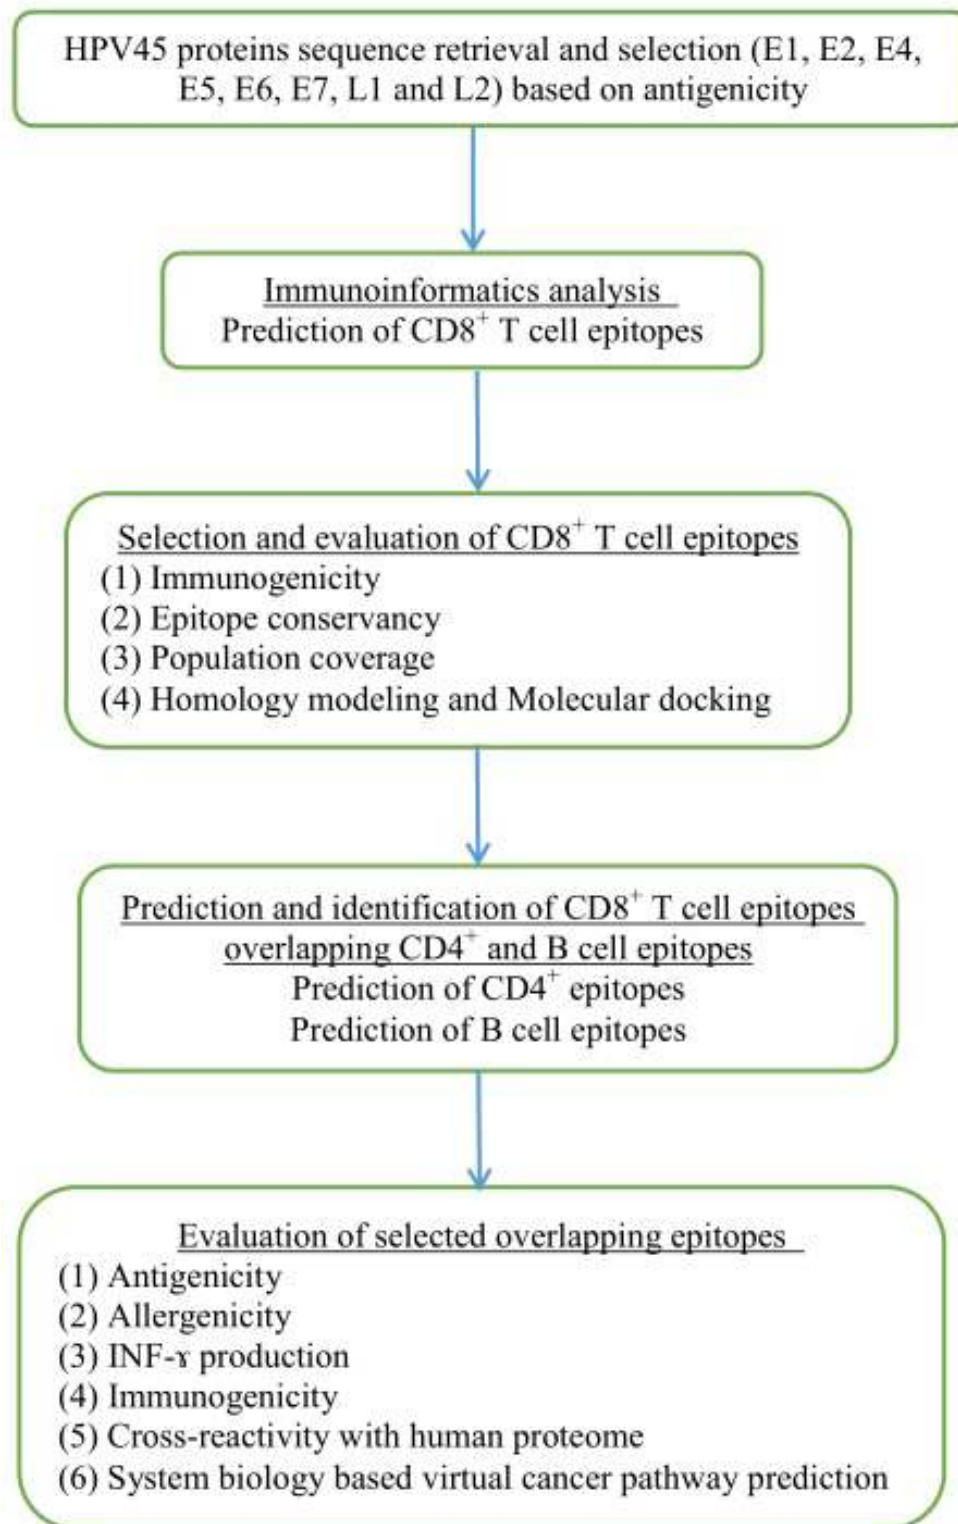 HPV45 proteins sequence retrieval and selection (E1, E2, E4,
E5, E6, E7, L1 and L2) based on antigenicity
Immunoinformatics analysis
Prediction of CD8⁺ T cell epitopes
Selection and evaluation of CD8⁺ T cell epitopes
(1) Immunogenicity
(2) Epitope conservancy
(3) Population coverage
(4) Homology modeling and Molecular docking
Prediction and identification of CD8⁺ T cell epitopes
overlapping CD4⁺ and B cell epitopes
Prediction of CD4⁺ epitopes
Prediction of B cell epitopes
Evaluation of selected overlapping epitopes
(1) Antigenicity
(2) Allergenicity
(3) INF-ɤ production
(4) Immunogenicity
(5) Cross-reactivity with human proteome
(6) System biology based virtual cancer pathway prediction